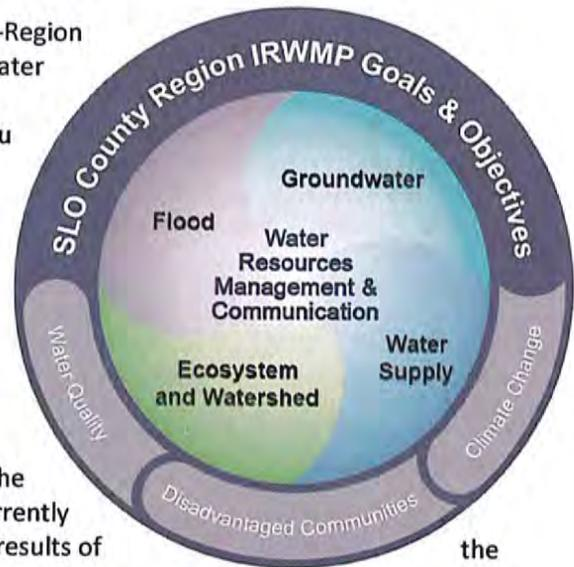 -Region
ater
u
SLO County Region IRWMP Goals & Objectives
Groundwater
Flood
Water
Resources
Management &
Communication
Water
Supply
Ecosystem
and Watershed
Water Quality
Disadvantaged Communities
Climate Change
he
rrently
results of
the